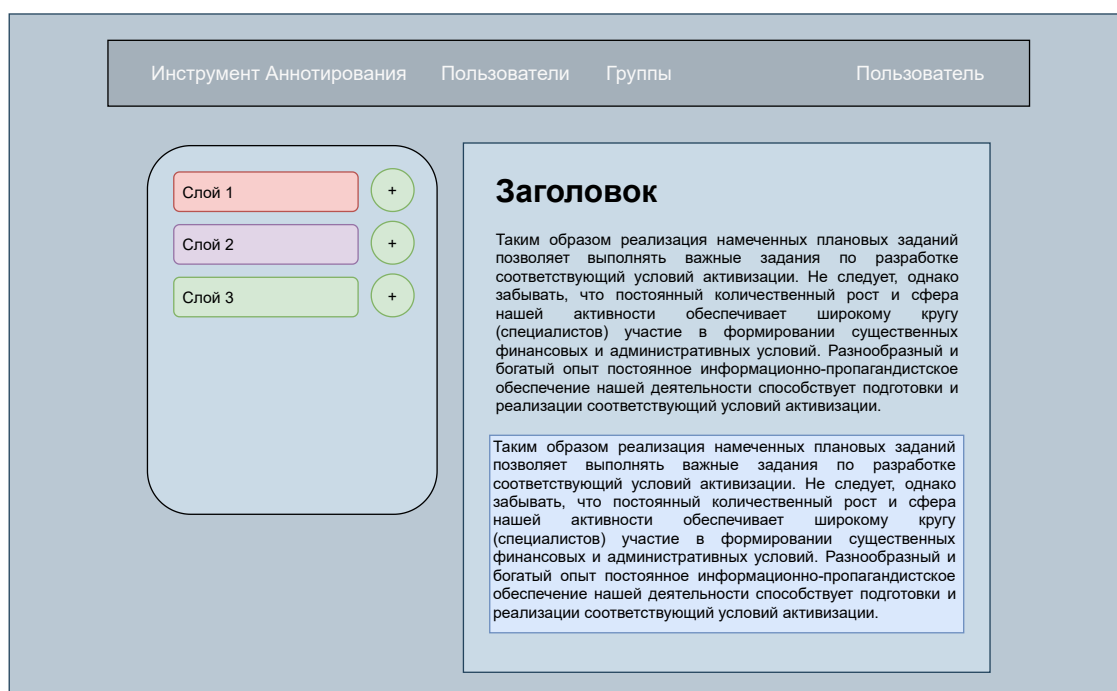 Инструмент Аннотирования Пользователи Группы Пользователь
Слой 1 +
Слой 2 +
Слой 3 +
Заголовок
Таким образом реализация намеченных плановых заданий
позволяет выполнять важные задания по разработке
соответствующий условий активизации. Не следует, однако
забывать, что постоянный количественный рост и сфера
нашей активности обеспечивает широкому кругу
(специалистов) участие в формировании существенных
финансовых и административных условий. Разнообразный и
богатый опыт постоянное информационно-пропагандистское
обеспечение нашей деятельности способствует подготовки и
реализации соответствующий условий активизации.
Таким образом реализация намеченных плановых заданий
позволяет выполнять важные задания по разработке
соответствующий условий активизации. Не следует, однако
забывать, что постоянный количественный рост и сфера
нашей активности обеспечивает широкому кругу
(специалистов) участие в формировании существенных
финансовых и административных условий. Разнообразный и
богатый опыт постоянное информационно-пропагандистское
обеспечение нашей деятельности способствует подготовки и
реализации соответствующий условий активизации.